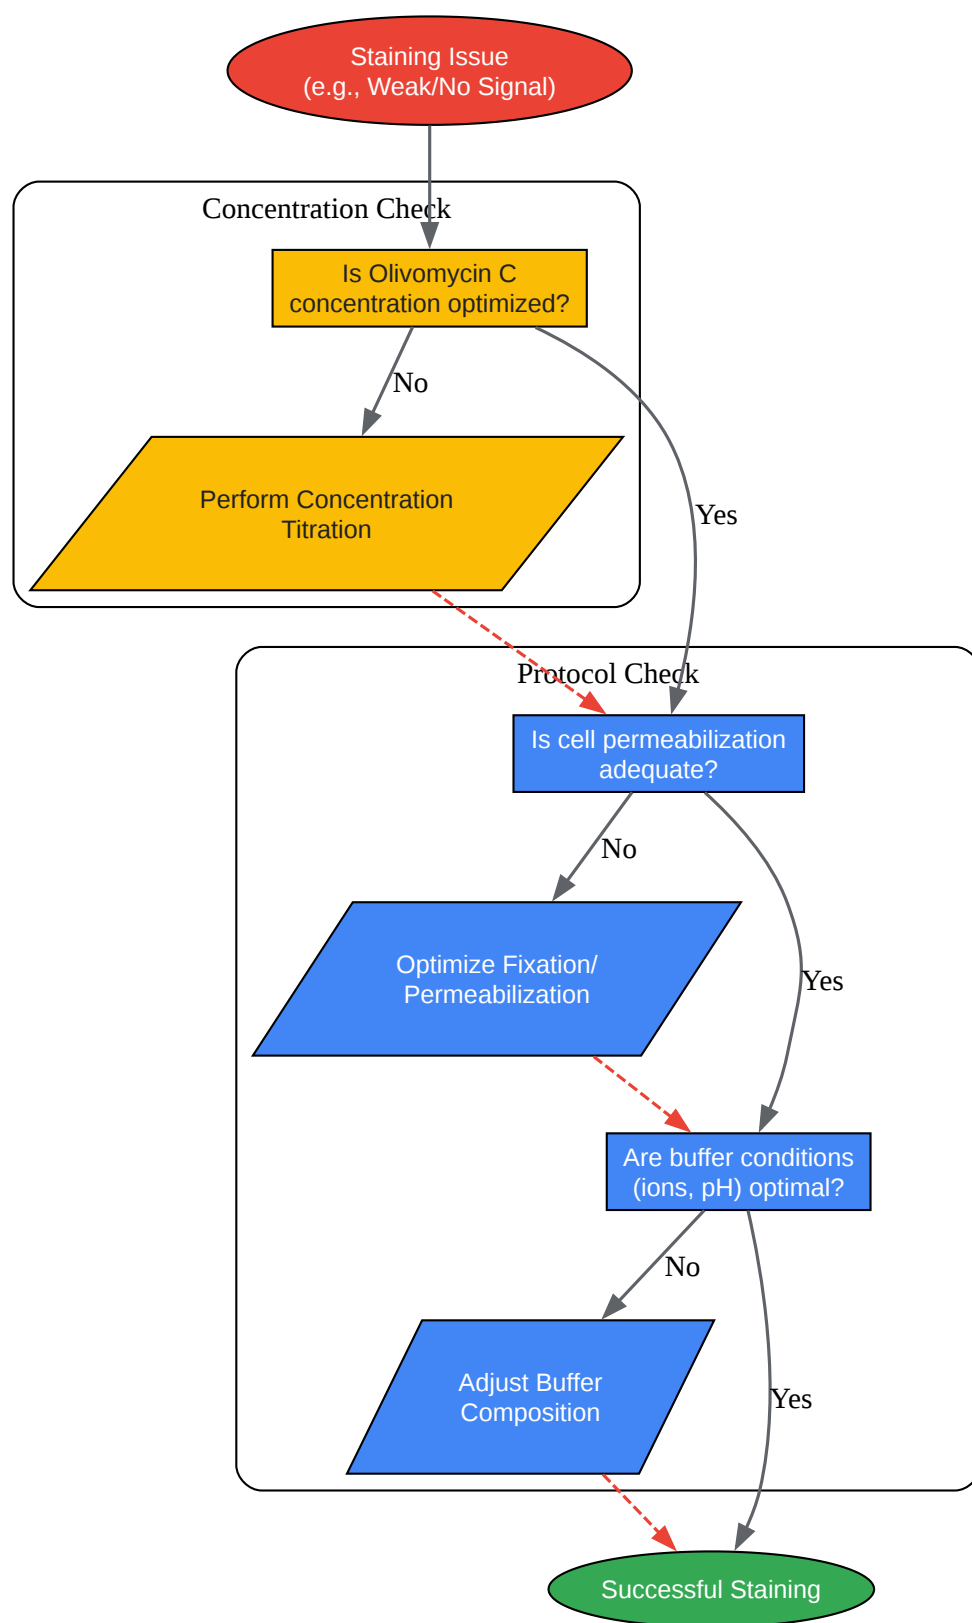 Staining Issue
(e.g., Weak/No Signal)
Concentration Check
Is Olivomycin C
concentration optimized?
No
Perform Concentration
Titration
Yes
Protocol Check
Is cell permeabilization
adequate?
No
Optimize Fixation/
Permeabilization
Yes
Are buffer conditions
(ions, pH) optimal?
No
Adjust Buffer
Composition
Yes
Successful Staining